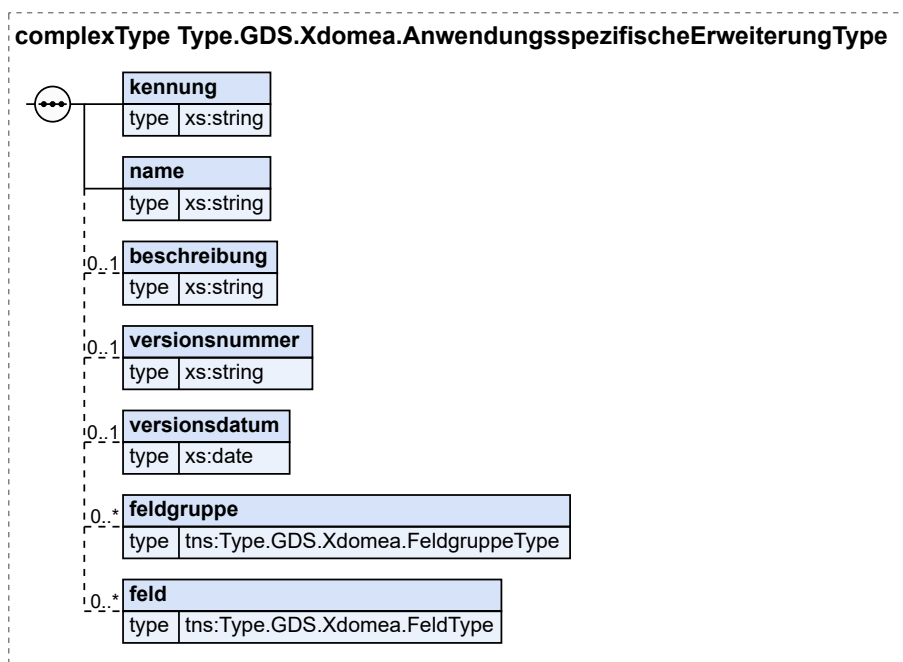 complexType Type.GDS.Xdomea.AnwendungsspezifischeErweiterungType
kennung
type xs:string
name
type xs:string
0..1 beschreibung
type xs:string
0..1 versionsnummer
type xs:string
0..1 versionsdatum
type xs:date
0..* feldgruppe
type tns:Type.GDS.Xdomea.FeldgruppeType
0..* feld
type tns:Type.GDS.Xdomea.FeldType